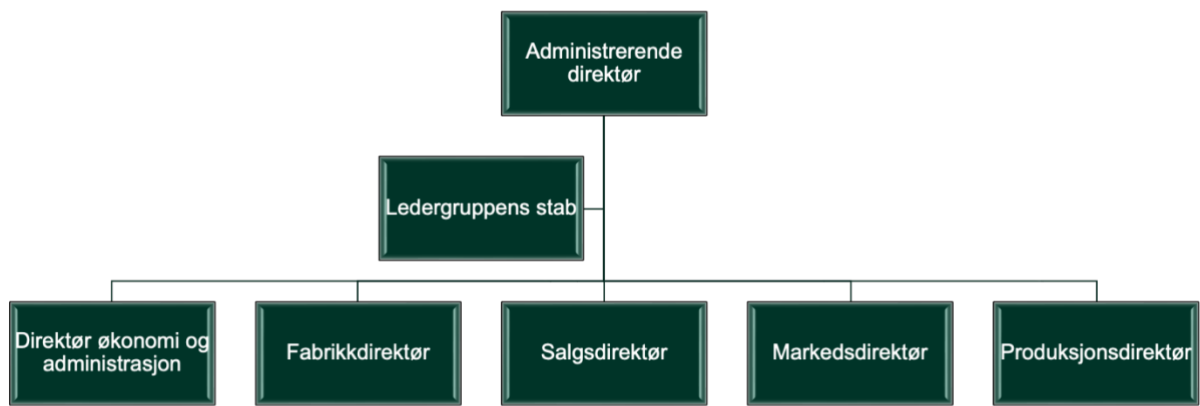 Administrerende
direktør
Ledergruppens stab
Direktør økonomi og
administrasjon
Fabrikkdirektør
Salgsdirektør
Markedsdirektør
Produksjonsdirektør